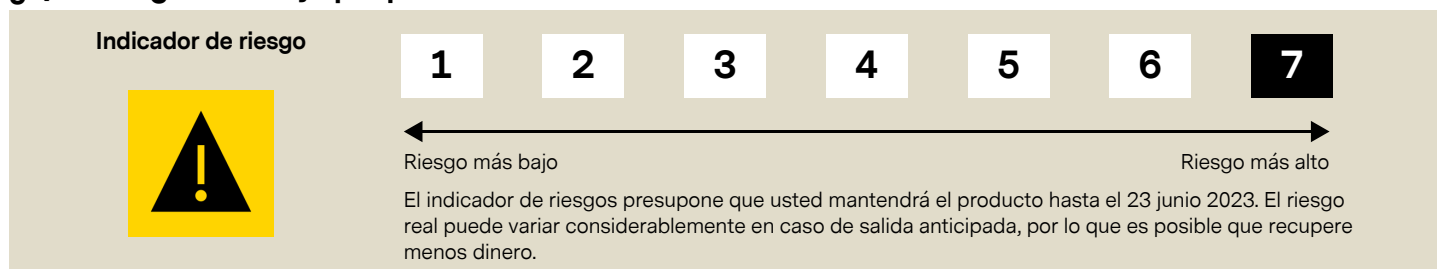 Indicador de riesgo
1 2 3 4 5 6 7
Riesgo más bajo Riesgo más alto
El indicador de riesgos presupone que usted mantendrá el producto hasta el 23 junio 2023. El riesgo
real puede variar considerablemente en caso de salida anticipada, por lo que es posible que recupere
menos dinero.